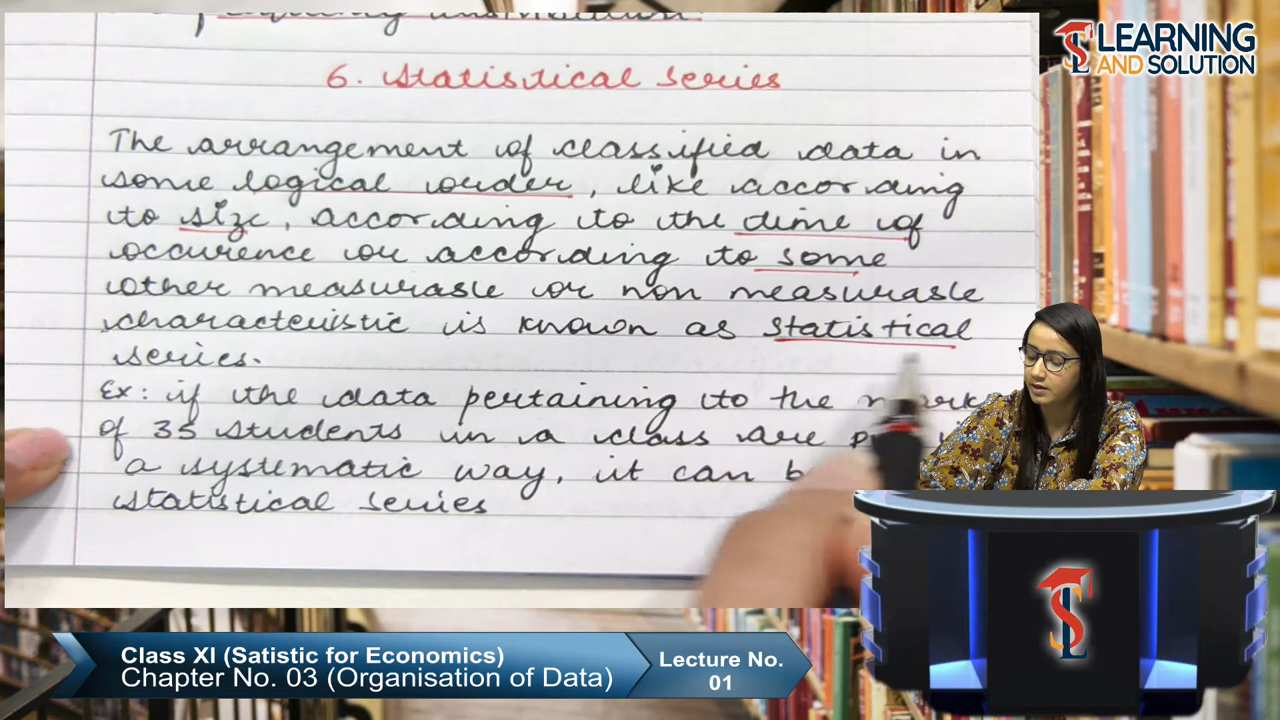 LEARNING
AND SOLUTION
6. Statistical series
The arrangement of classified data in
some logical order, like according
to size, according to the time of
occurence or according to some
other measurable or non measurable
characteristic is known as statistical
series.
Ex: if the data pertaining to the mark
of 35 students in a class are
a systematic way, it can b
statistical series
Class XI (Satistic for Economics)
Chapter No. 03 (Organisation of Data)
Lecture No.
01